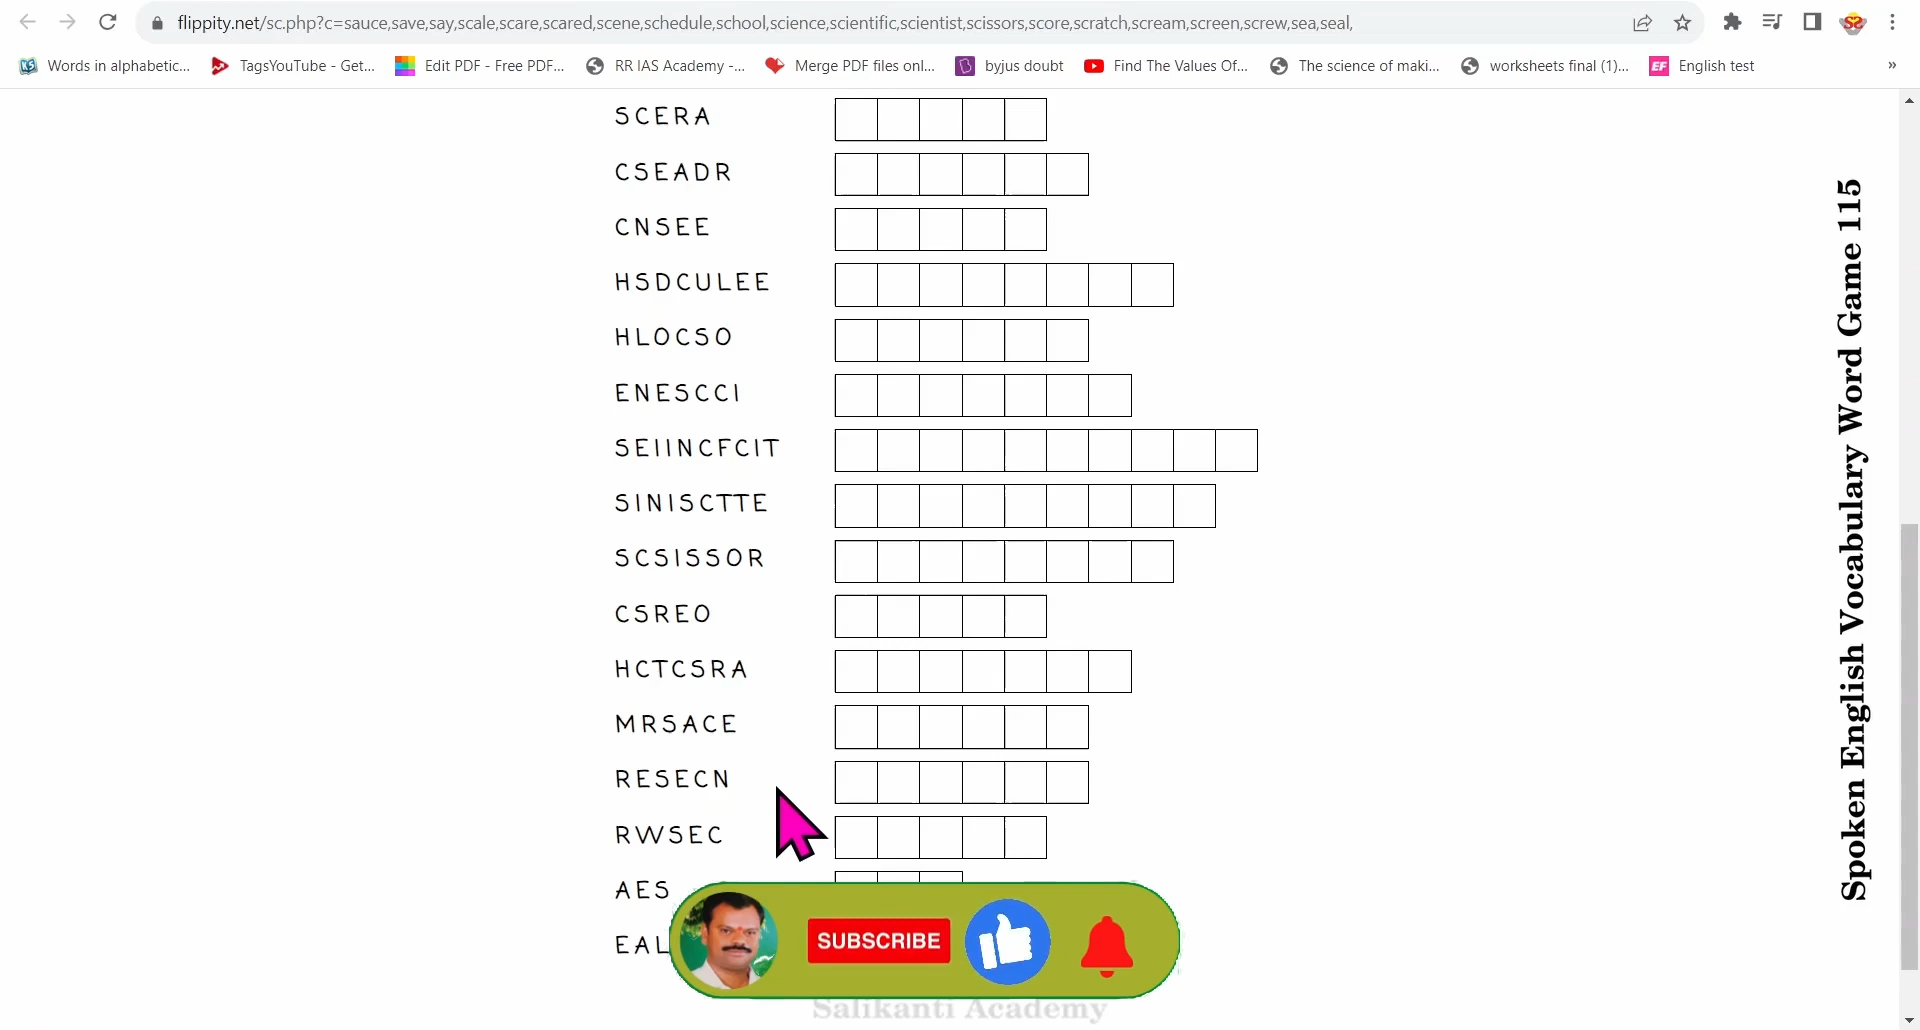 flippity.net/sc.php?c=sauce,save,say,scale,scare,scared,scene,schedule,school,science,scientific,scientist,scissors,score,scratch,scream,screen,screw,sea,seal,
Words in alphabetic... TagsYouTube - Get... Edit PDF - Free PDF... RR IAS Academy -... Merge PDF files onl... byjus doubt Find The Values Of... The science of maki... worksheets final (1)... EF English test »
SCERA
CSEADR
CNSEE
HSDCULEE
HLOCSO
ENESCCI
SEIINCFCIT
SINISCTTE
SCSISSOR
CSREO
HCTCSRA
MRSACE
RESECN
RWSEC
AES
EAL
SUBSCRIBE
Salikanti Academy
Spoken English Vocabulary Word Game 115